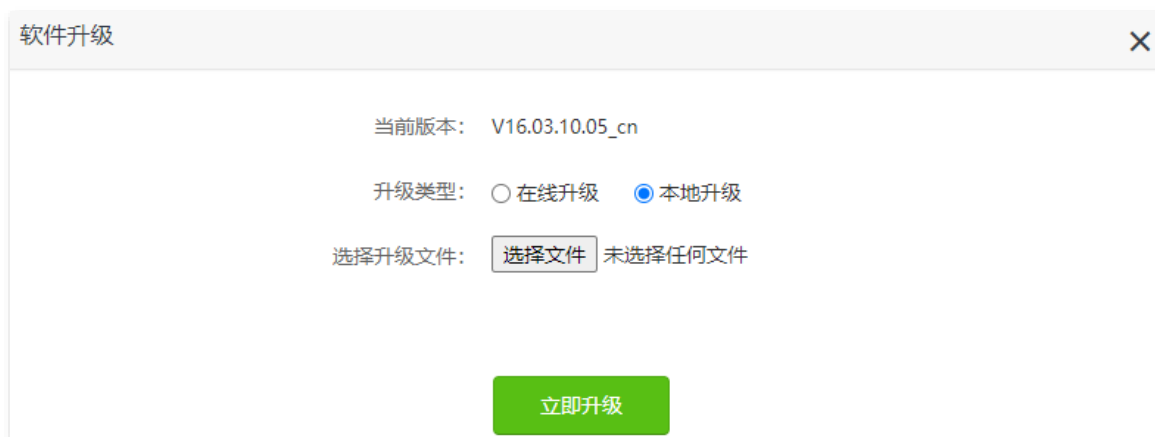 软件升级
当前版本： V16.03.10.05_cn
升级类型： 在线升级 本地升级
选择升级文件： 选择文件 未选择任何文件
立即升级